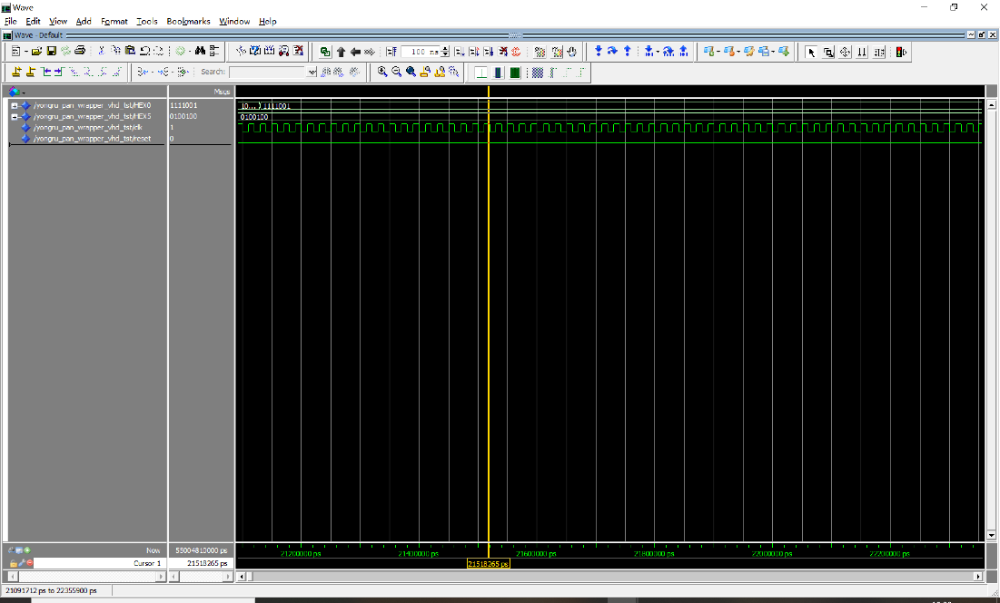 Wave
File Edit View Add Format Tools Bookmarks Window Help
Wave - Default
100 ns
Search:
Msgs
/yongru_pan_wrapper_vhd_tst/HEX0 1111001 10... 1111001
/yongru_pan_wrapper_vhd_tst/HEX5 0100100 0100100
/yongru_pan_wrapper_vhd_tst/clk 1
/yongru_pan_wrapper_vhd_tst/reset 0
Now 55004810000 ps 21200000 ps 21400000 ps 21600000 ps 21800000 ps 22000000 ps 22200000 ps
Cursor 1 21518265 ps 21518265 ps
21091712 ps to 22355900 ps